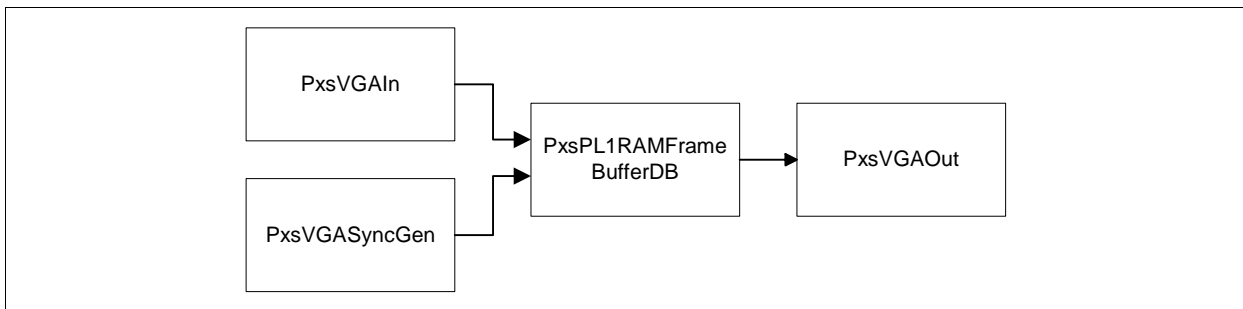 PxsVGAIn
PxsPL1RAMFrame
BufferDB
PxsVGAOut
PxsVGASyncGen